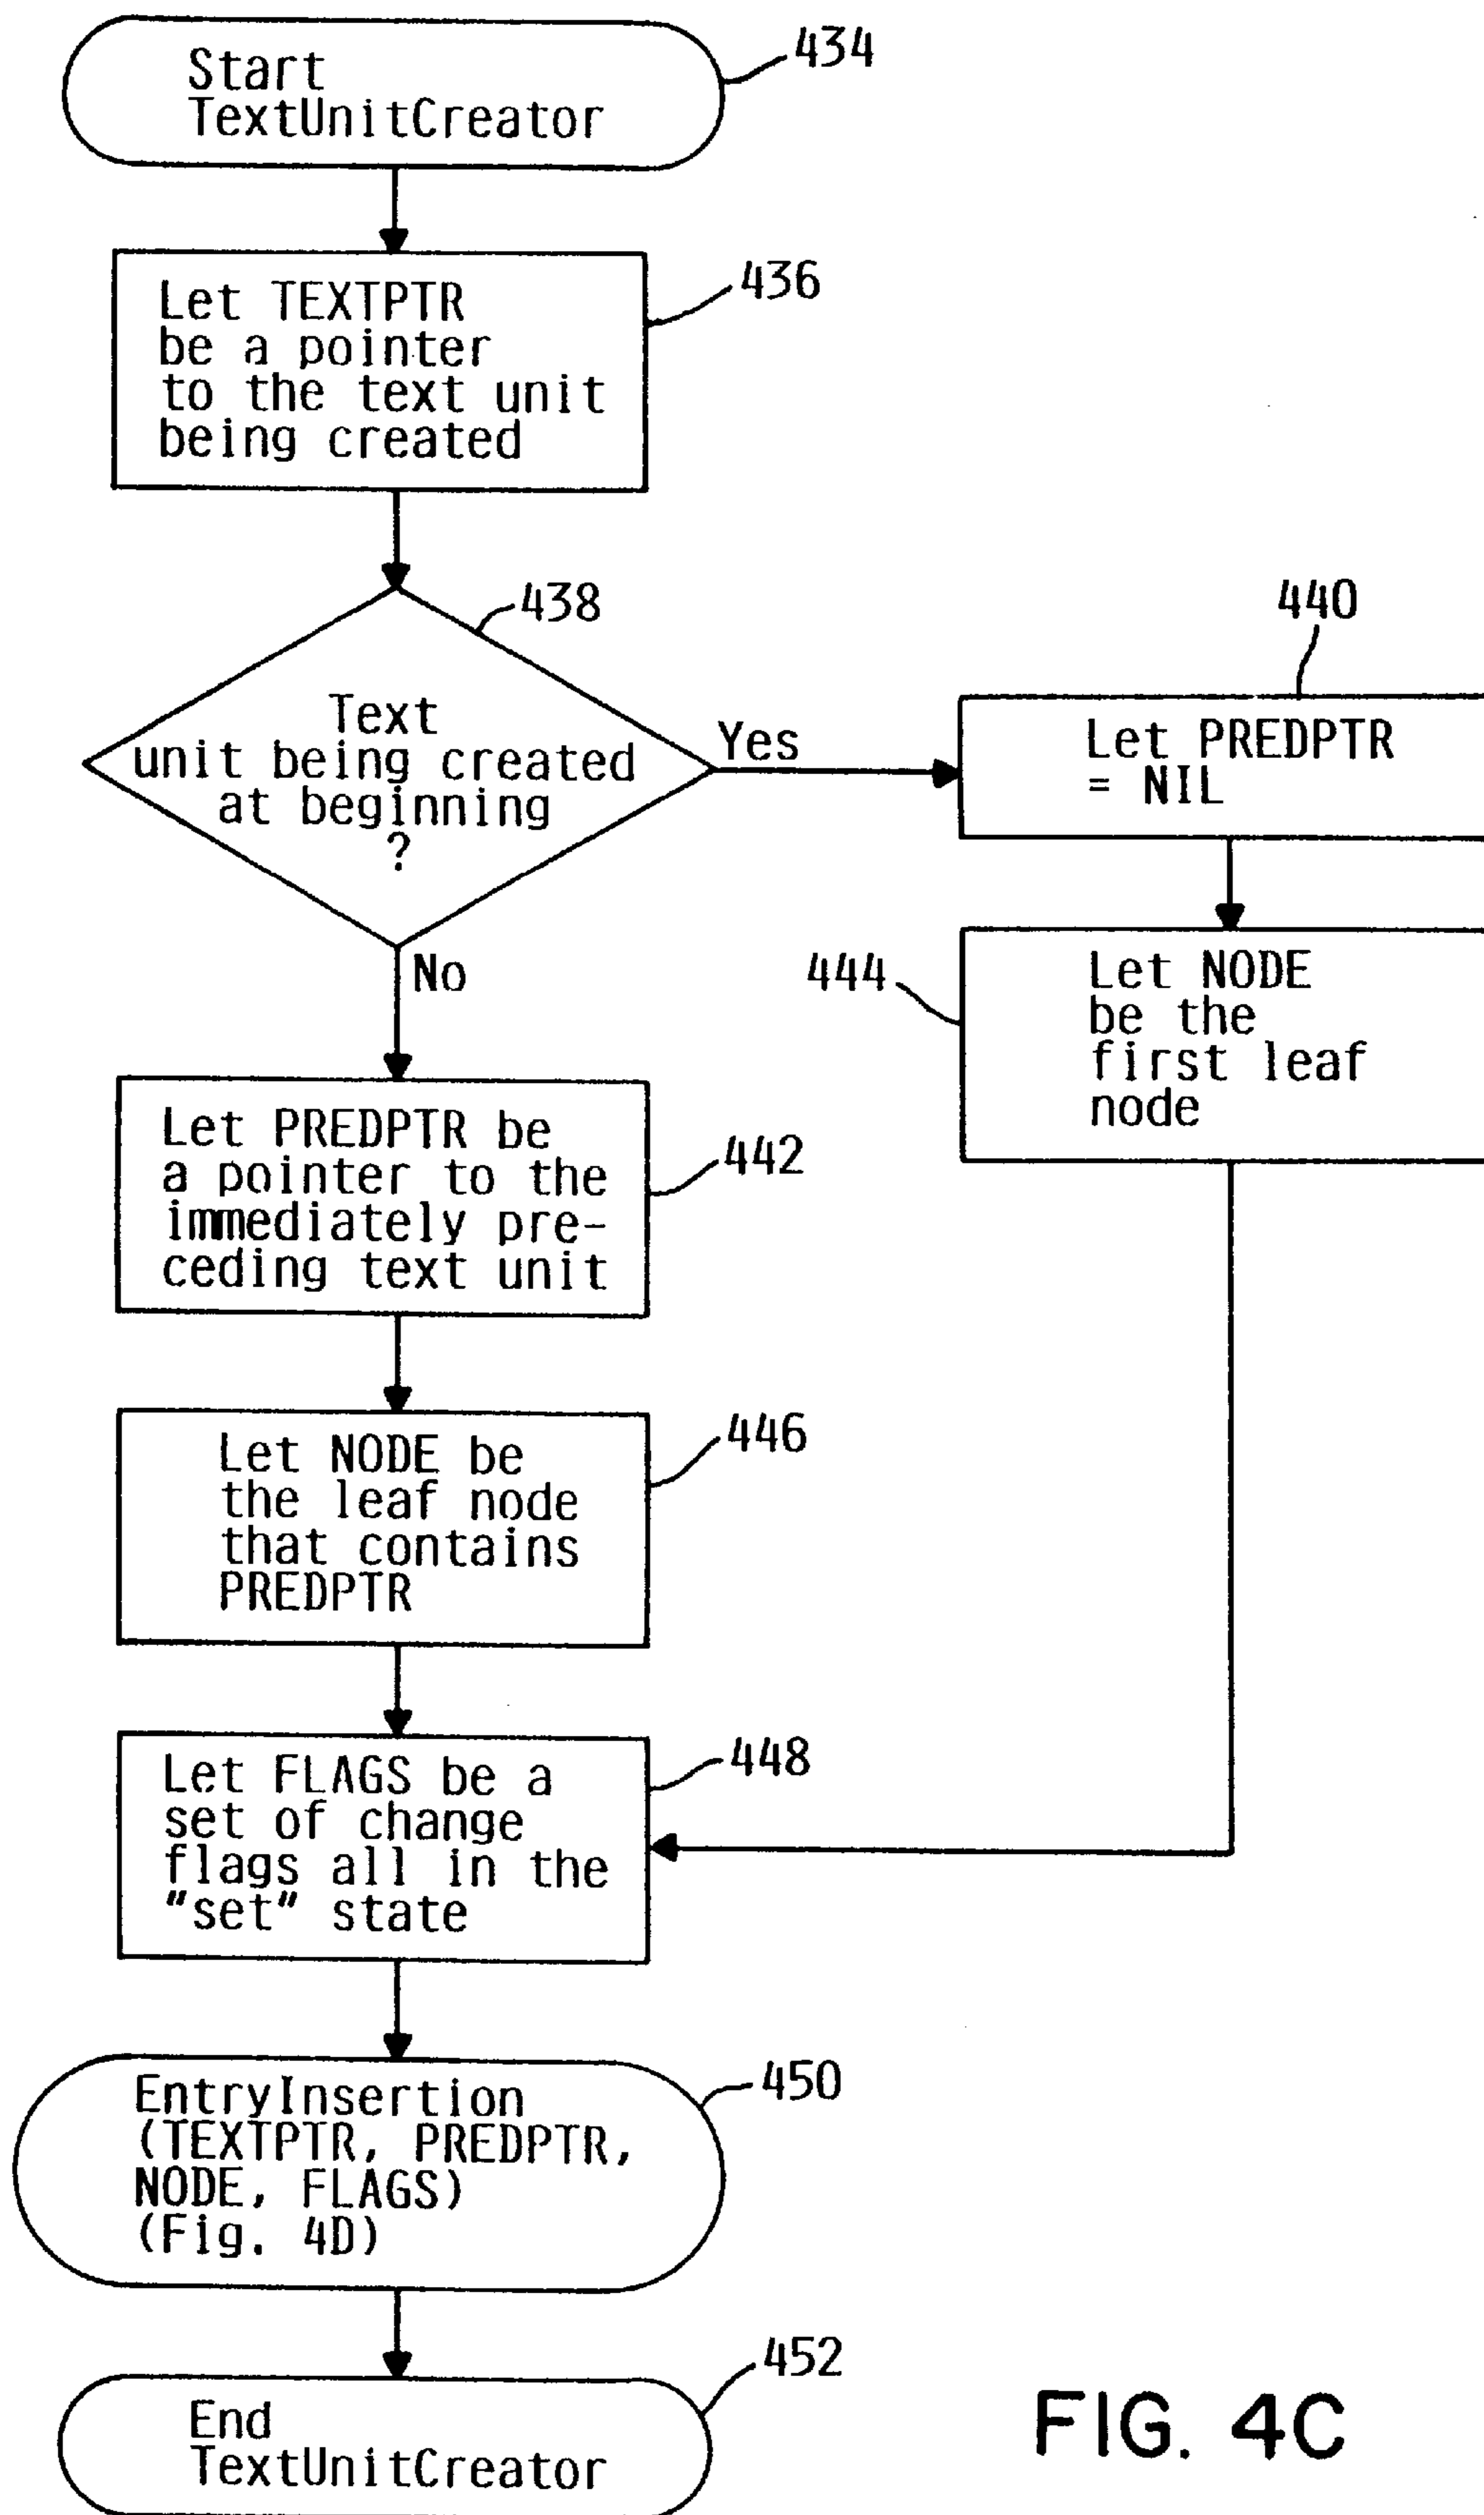 Start
TextUnitCreator
434
Let TEXTPTR
be a pointer
to the text unit
being created
436
438
Text
unit being created
at beginning
?
Yes
No
440
Let PREDPTR
= NIL
444
Let NODE
be the
first leaf
node
Let PREDPTR be
a pointer to the
immediately pre-
ceding text unit
442
Let NODE be
the leaf node
that contains
PREDPTR
446
Let FLAGS be a
set of change
flags all in the
"set" state
448
EntryInsertion
(TEXTPTR, PREDPTR,
NODE, FLAGS)
(Fig. 4D)
450
End
TextUnitCreator
452
FIG. 4C